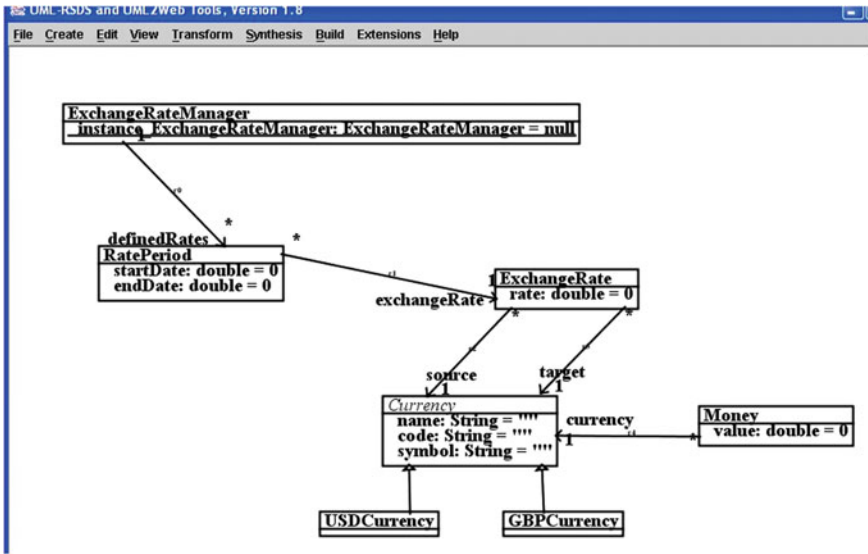 UML-RSDS and UML2Web Tools, Version 1.8
File Create Edit View Transform Synthesis Build Extensions Help
ExchangeRateManager
instance_ExchangeRateManager: ExchangeRateManager = null
1
*
definedRates
*
RatePeriod
startDate: double = 0
endDate: double = 0
1
exchangeRate
ExchangeRate
rate: double = 0
*
*
source
1
target
1
Currency
name: String = ""
code: String = ""
symbol: String = ""
currency
1
*
Money
value: double = 0
USDCurrency
GBPCurrency